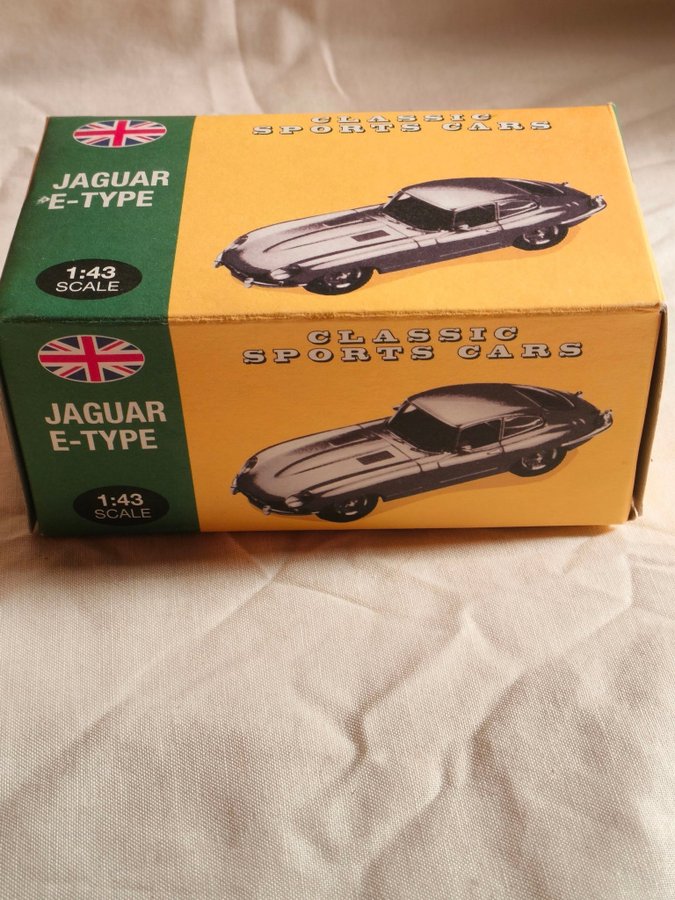 CLASSIC
SPORTS CARS
JAGUAR
E-TYPE
1:43
SCALE
CLASSIC
SPORTS CARS
JAGUAR
E-TYPE
1:43
SCALE